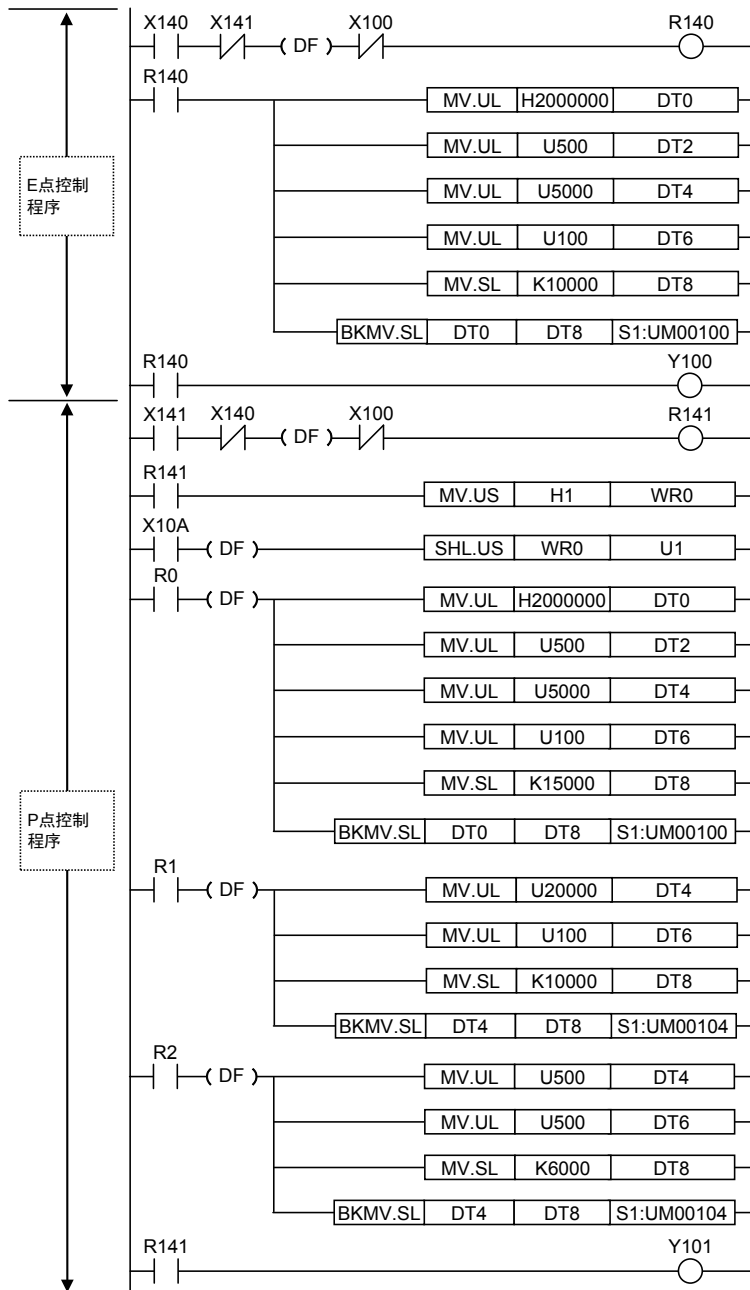 X140 X141 X100 R140
( DF )
R140
MV.UL H2000000 DT0
MV.UL U500 DT2
E点控制
程序
MV.UL U5000 DT4
MV.UL U100 DT6
MV.SL K10000 DT8
BKMV.SL DT0 DT8 S1:UM00100
R140 Y100
X141 X140 X100 R141
( DF )
R141
MV.US H1 WR0
X10A
( DF ) SHL.US WR0 U1
R0
( DF ) MV.UL H2000000 DT0
MV.UL U500 DT2
MV.UL U5000 DT4
MV.UL U100 DT6
MV.SL K15000 DT8
P点控制
程序
BKMV.SL DT0 DT8 S1:UM00100
R1
( DF ) MV.UL U20000 DT4
MV.UL U100 DT6
MV.SL K10000 DT8
BKMV.SL DT4 DT8 S1:UM00104
R2
( DF ) MV.UL U500 DT4
MV.UL U500 DT6
MV.SL K6000 DT8
BKMV.SL DT4 DT8 S1:UM00104
R141 Y101